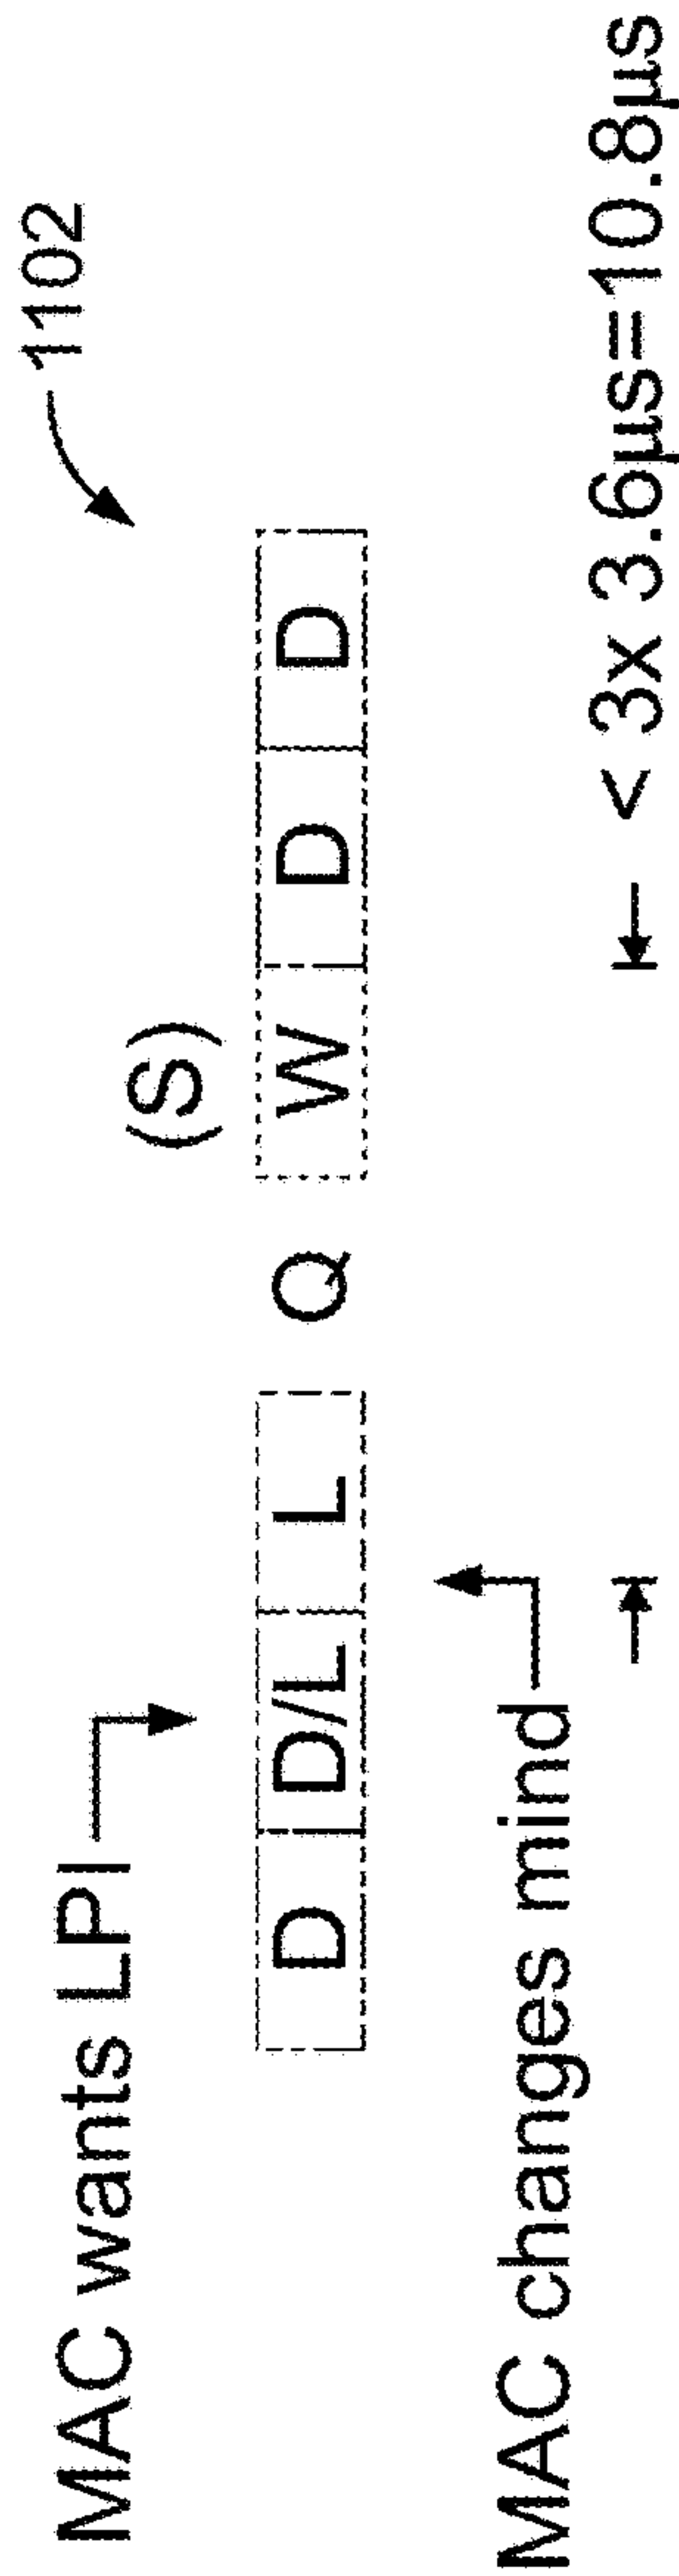 1102
MAC wants LPI
(S)
D D/L L Q W D D
MAC changes mind
< 3x 3.6µs=10.8µs